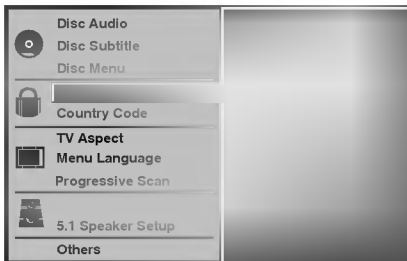 Disc Audio
Disc Subtitle
Disc Menu
Country Code
TV Aspect
Menu Language
Progressive Scan
5.1 Speaker Setup
Others